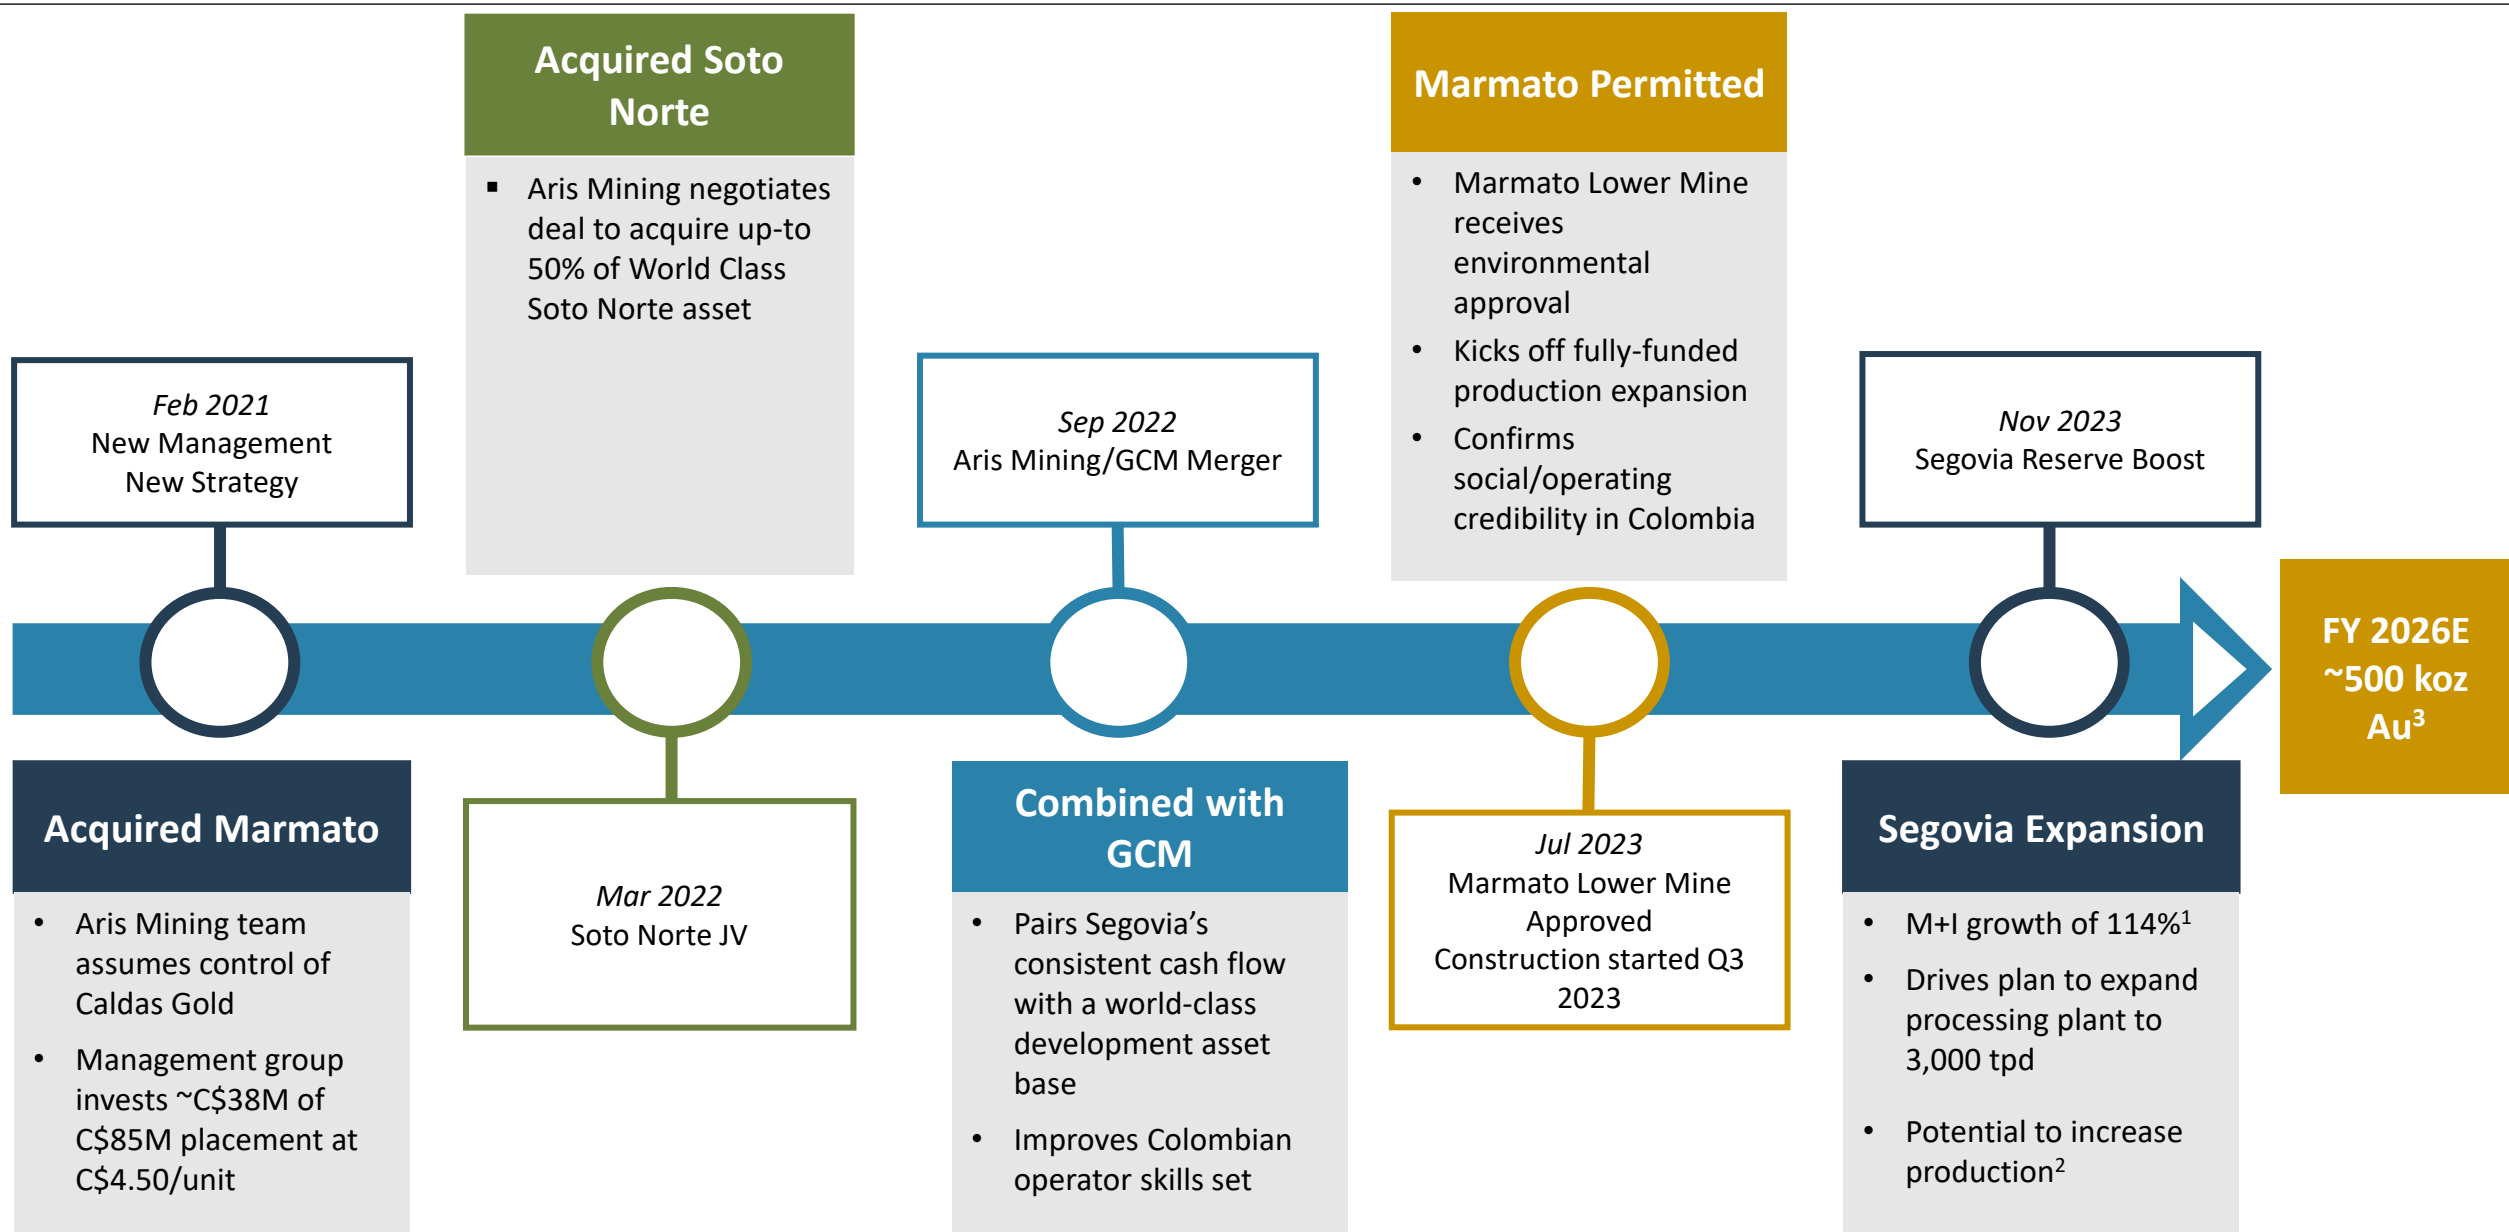 Acquired Soto
Norte
▪ Aris Mining negotiates
deal to acquire up-to
50% of World Class
Soto Norte asset
Marmato Permitted
• Marmato Lower Mine
receives
environmental
approval
• Kicks off fully-funded
production expansion
• Confirms
social/operating
credibility in Colombia
Feb 2021
New Management
New Strategy
Sep 2022
Aris Mining/GCM Merger
Nov 2023
Segovia Reserve Boost
FY 2026E
~500 koz
Au³
Acquired Marmato
• Aris Mining team
assumes control of
Caldas Gold
• Management group
invests ~C$38M of
C$85M placement at
C$4.50/unit
Mar 2022
Soto Norte JV
Combined with
GCM
• Pairs Segovia’s
consistent cash flow
with a world-class
development asset
base
• Improves Colombian
operator skills set
Jul 2023
Marmato Lower Mine
Approved
Construction started Q3
2023
Segovia Expansion
• M+I growth of 114%¹
• Drives plan to expand
processing plant to
3,000 tpd
• Potential to increase
production²